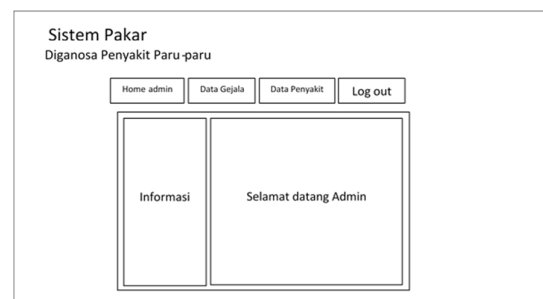 Sistem Pakar
Diganosa Penyakit Paru-paru
Home admin Data Gejala Data Penyakit Log out
Informasi Selamat datang Admin